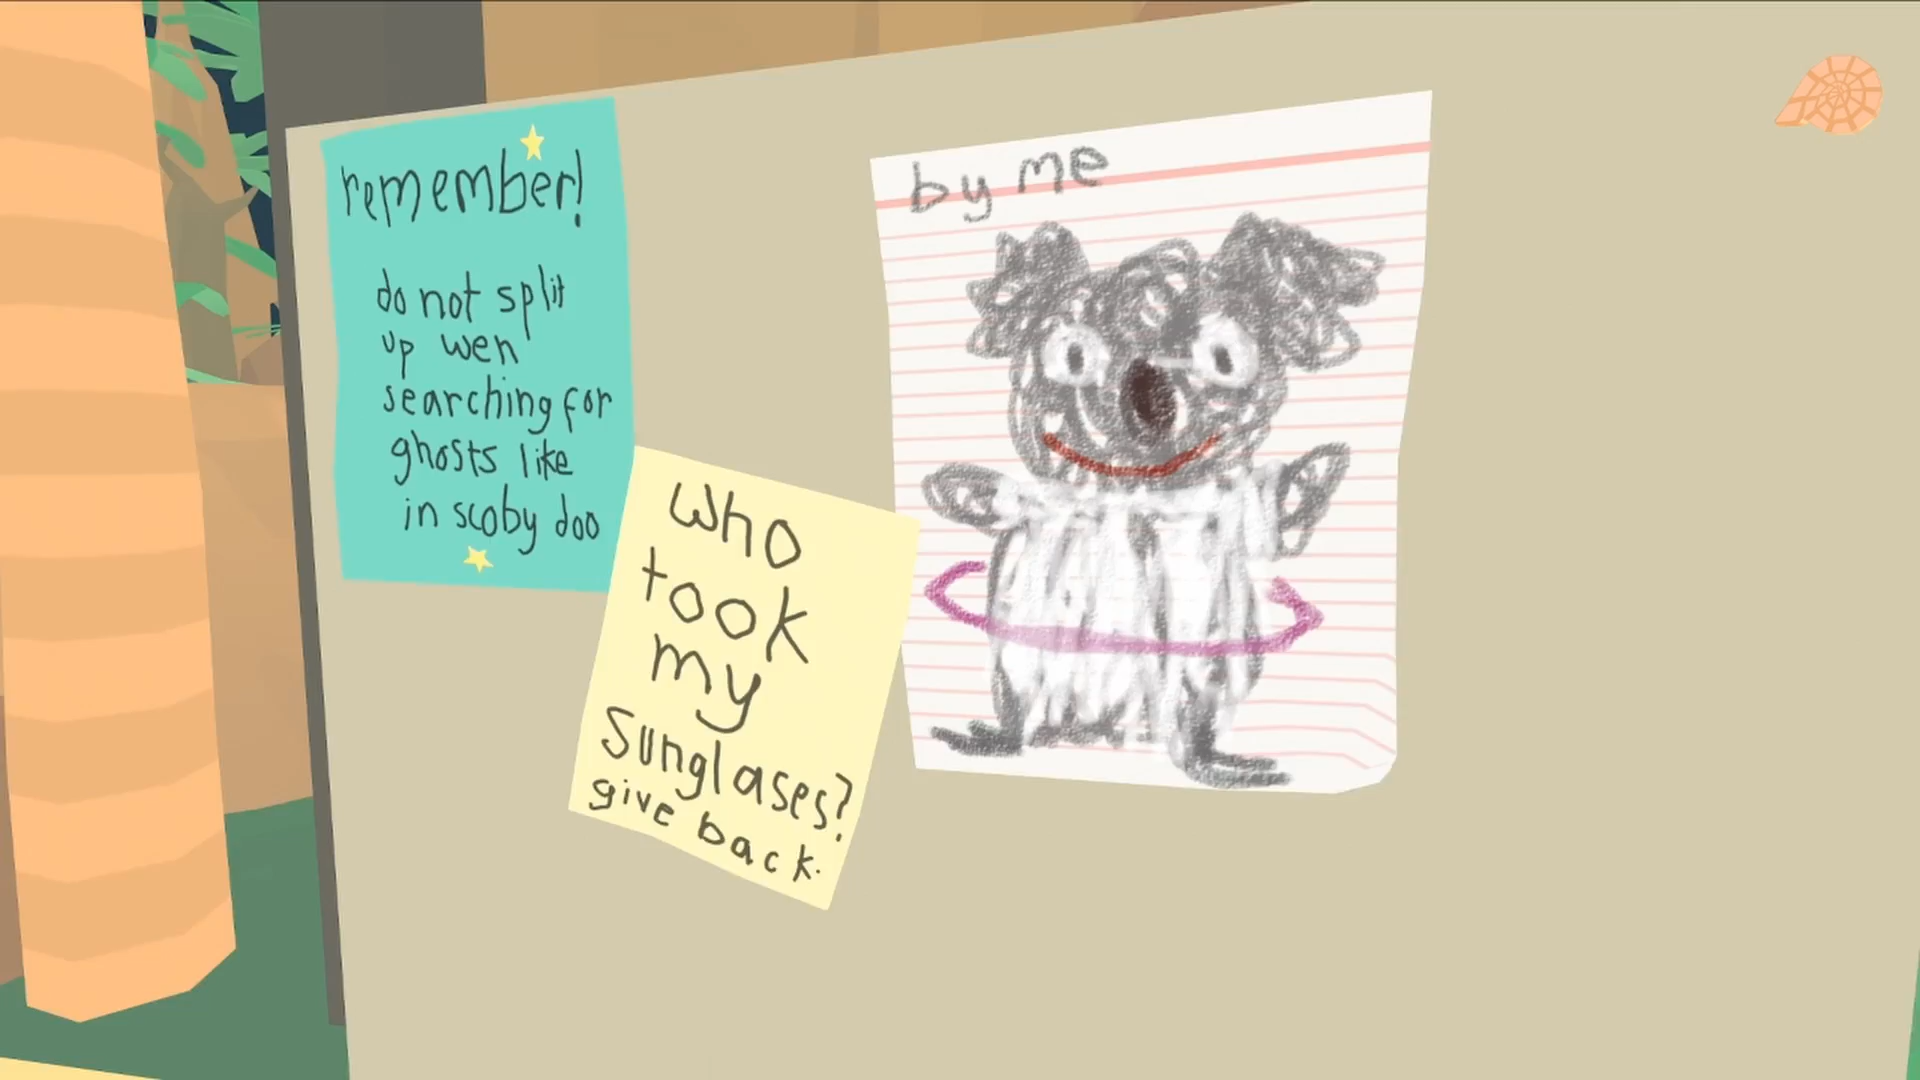 remember!
do not split
up wen
searching for
ghosts like
in scoby doo
who
took
my
sunglases?
give back.
by me